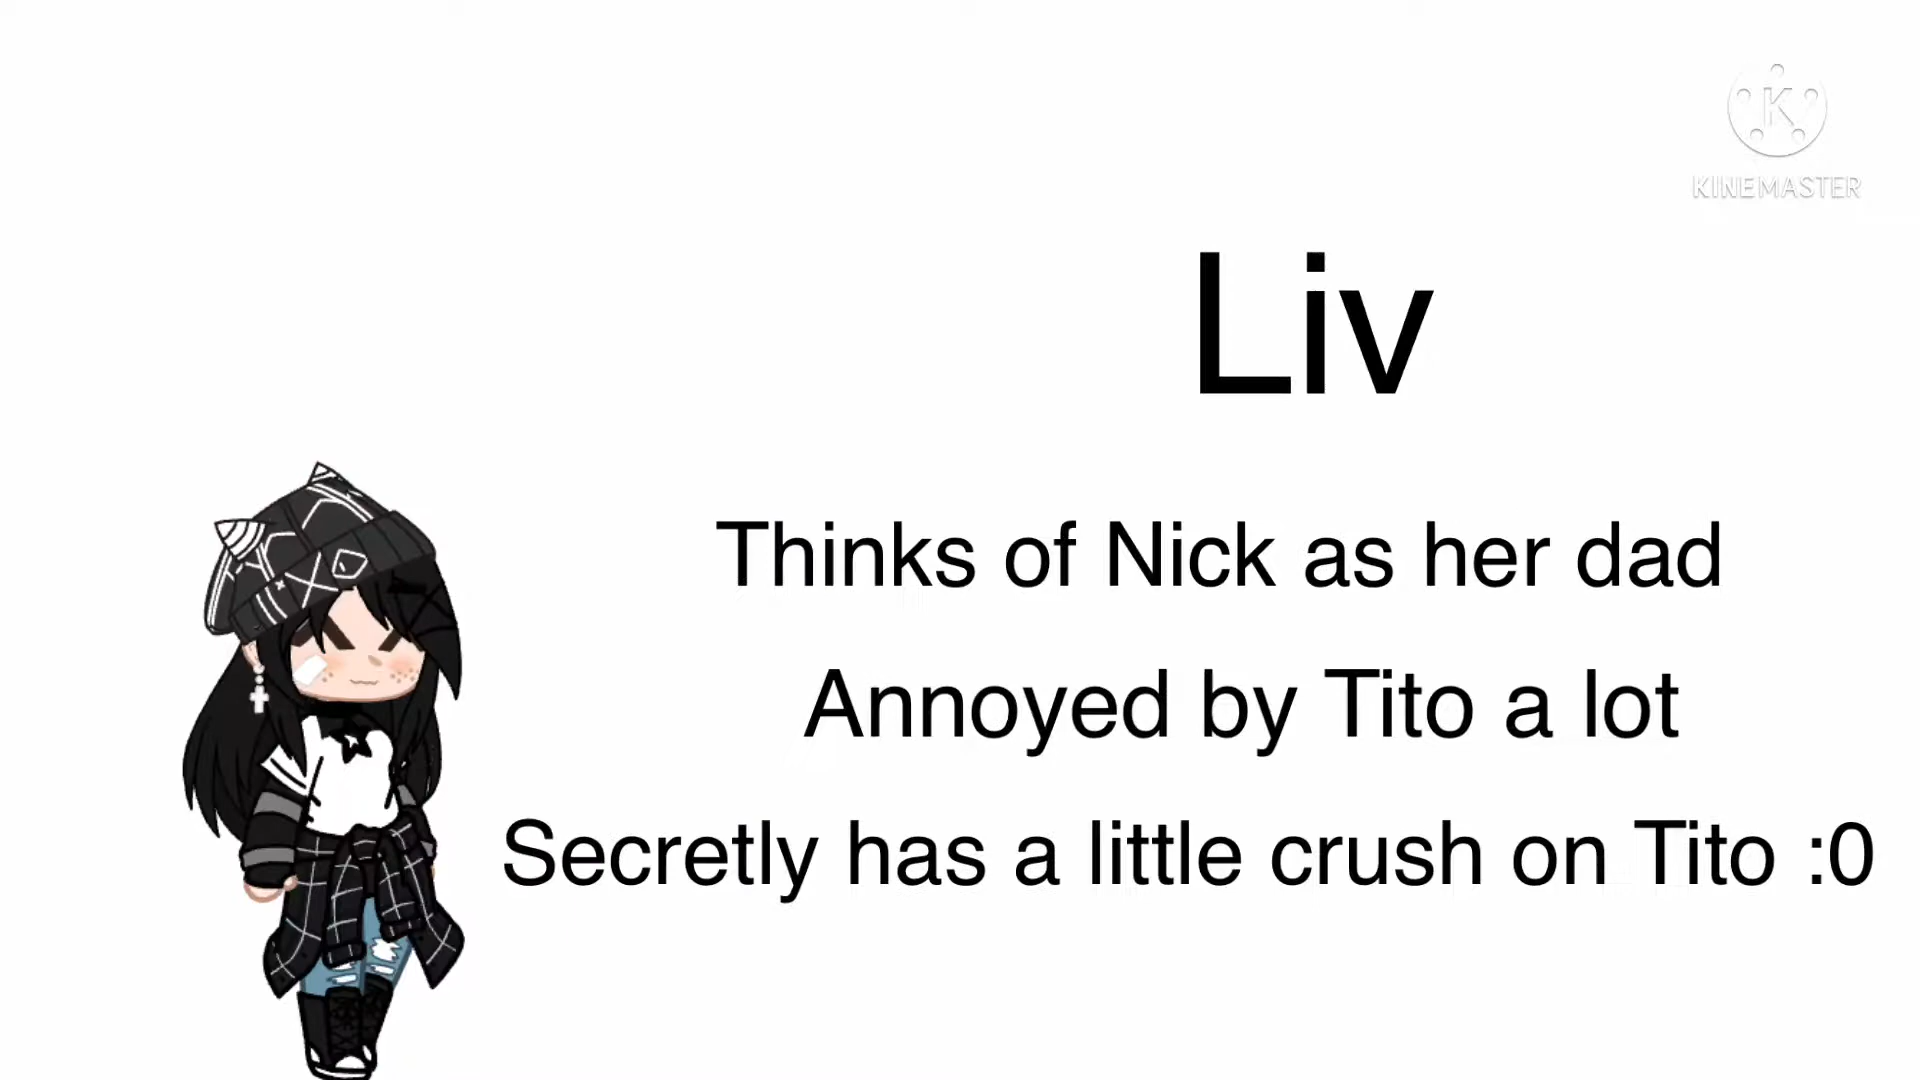 K
KINEMASTER
Liv
Thinks of Nick as her dad
Annoyed by Tito a lot
Secretly has a little crush on Tito :0